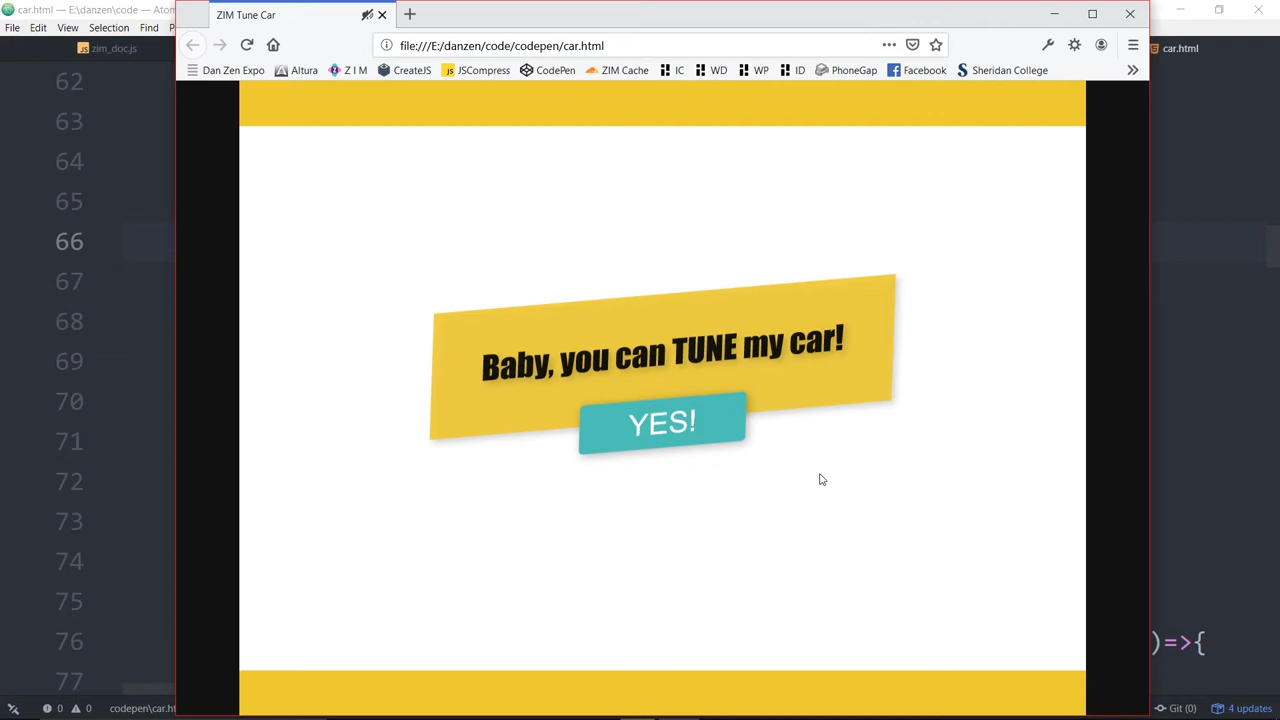 car.html — E:\danzen\code — Atom
ZIM Tune Car
File Edit View Selection Find
file:///E:/danzen/code/codepen/car.html
zim_doc.js
car.html
Dan Zen Expo Altura Z I M CreateJS JSCompress CodePen ZIM Cache IC WD WP ID PhoneGap Facebook Sheridan College
62
63
64
65
66
67
68
69
70
71
72
73
74
75
76
77
Baby, you can TUNE my car!
YES!
)=>{
0 0 codepen\car.ht
Git (0) 4 updates